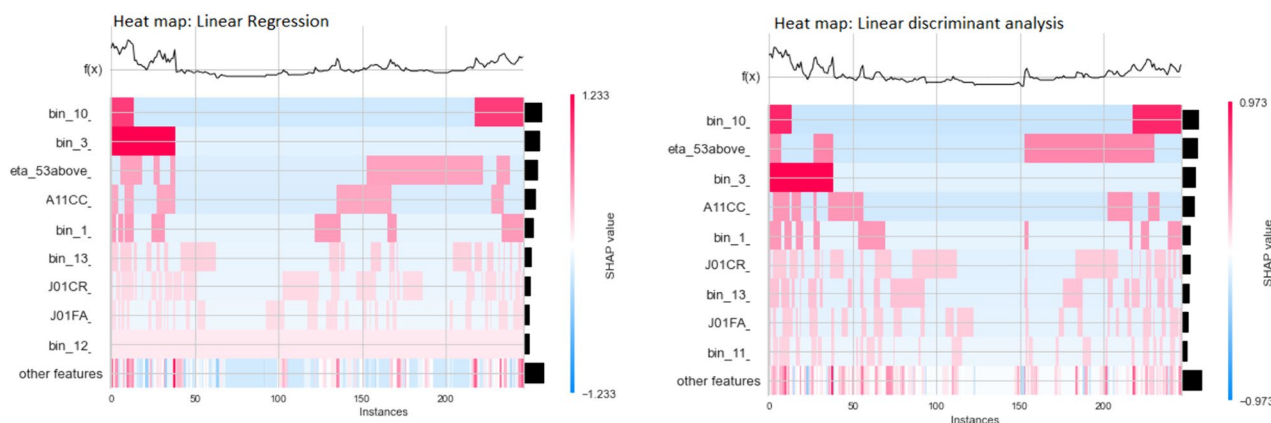 Heat map: Linear Regression
f(x)
bin_10_
bin_3_
eta_53above_
A11CC_
bin_1_
bin_13_
J01CR_
J01FA_
bin_12_
other features
0 50 100 150 200
Instances
1.233
SHAP value
−1.233
Heat map: Linear discriminant analysis
f(x)
bin_10_
eta_53above_
bin_3_
A11CC_
bin_1_
J01CR_
bin_13_
J01FA_
bin_11_
other features
0 50 100 150 200
Instances
0.973
SHAP value
−0.973